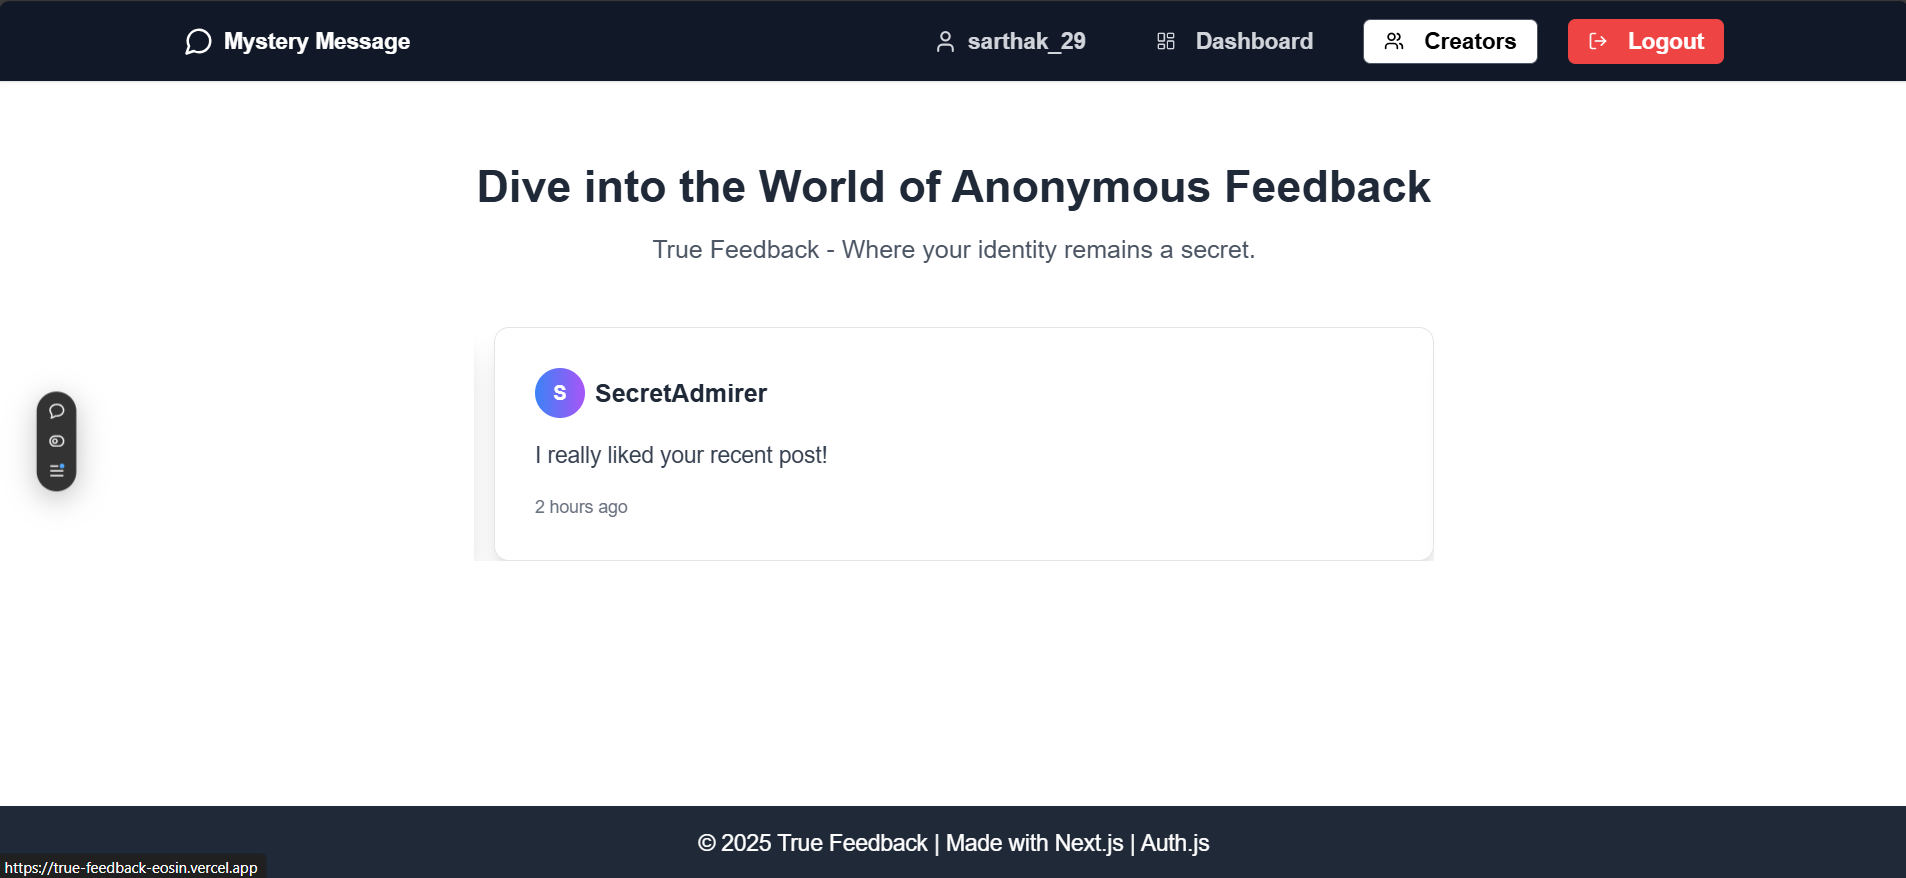 Mystery Message
sarthak_29
Dashboard
Creators
Logout
Dive into the World of Anonymous Feedback
True Feedback - Where your identity remains a secret.
S
SecretAdmirer
I really liked your recent post!
2 hours ago
© 2025 True Feedback | Made with Next.js | Auth.js
https://true-feedback-eosin.vercel.app